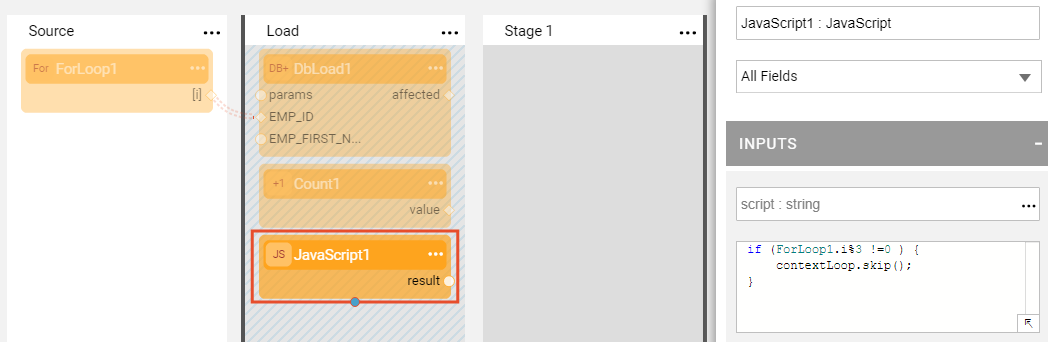 Source
...
For ForLoop1 ...
[i]
Load
...
DB+ DbLoad1 ...
params affected
EMP_ID
EMP_FIRST_N...
+1 Count1 ...
value
JS JavaScript1 ...
result
Stage 1
...
JavaScript1 : JavaScript
All Fields
INPUTS -
script : string ...
if (ForLoop1.i%3 !=0 ) {
contextLoop.skip();
}